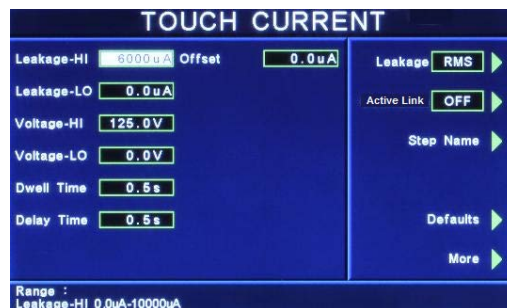 TOUCH CURRENT
Leakage-HI 6000uA Offset 0.0uA
Leakage-LO 0.0uA
Voltage-HI 125.0V
Voltage-LO 0.0V
Dwell Time 0.5s
Delay Time 0.5s
Leakage RMS
Active Link OFF
Step Name
Defaults
More
Range :
Leakage-HI 0.0uA-10000uA